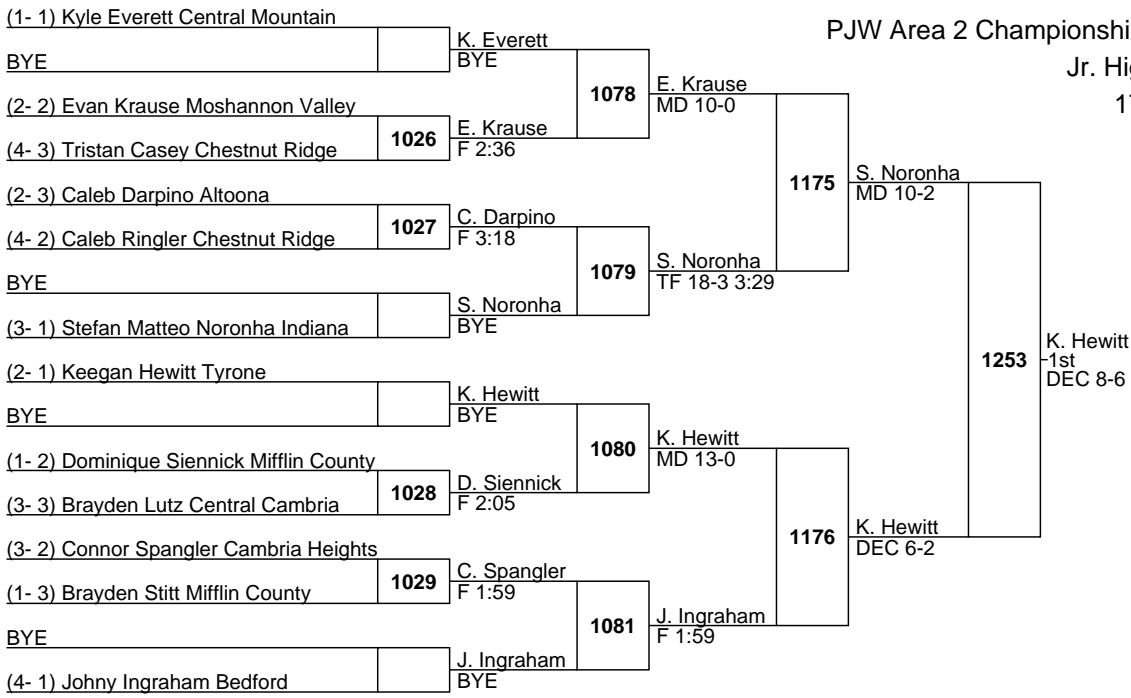 (1- 1) Kyle Everett Central Mountain
PJW Area 2 Championshi
K. Everett
BYE
BYE
Jr. Hig
1078
E. Krause
MD 10-0
(2- 2) Evan Krause Moshannon Valley
1026
E. Krause
F 2:36
(4- 3) Tristan Casey Chestnut Ridge
1175
S. Noronha
MD 10-2
(2- 3) Caleb Darpino Altoona
1027
C. Darpino
F 3:18
(4- 2) Caleb Ringler Chestnut Ridge
1079
S. Noronha
TF 18-3 3:29
BYE
S. Noronha
BYE
(3- 1) Stefan Matteo Noronha Indiana
1253
K. Hewitt
1st
DEC 8-6
(2- 1) Keegan Hewitt Tyrone
K. Hewitt
BYE
BYE
1080
K. Hewitt
MD 13-0
(1- 2) Dominique Siennick Mifflin County
1028
D. Siennick
F 2:05
(3- 3) Brayden Lutz Central Cambria
1176
K. Hewitt
DEC 6-2
(3- 2) Connor Spangler Cambria Heights
1029
C. Spangler
F 1:59
(1- 3) Brayden Stitt Mifflin County
1081
J. Ingraham
F 1:59
BYE
J. Ingraham
BYE
(4- 1) Johny Ingraham Bedford